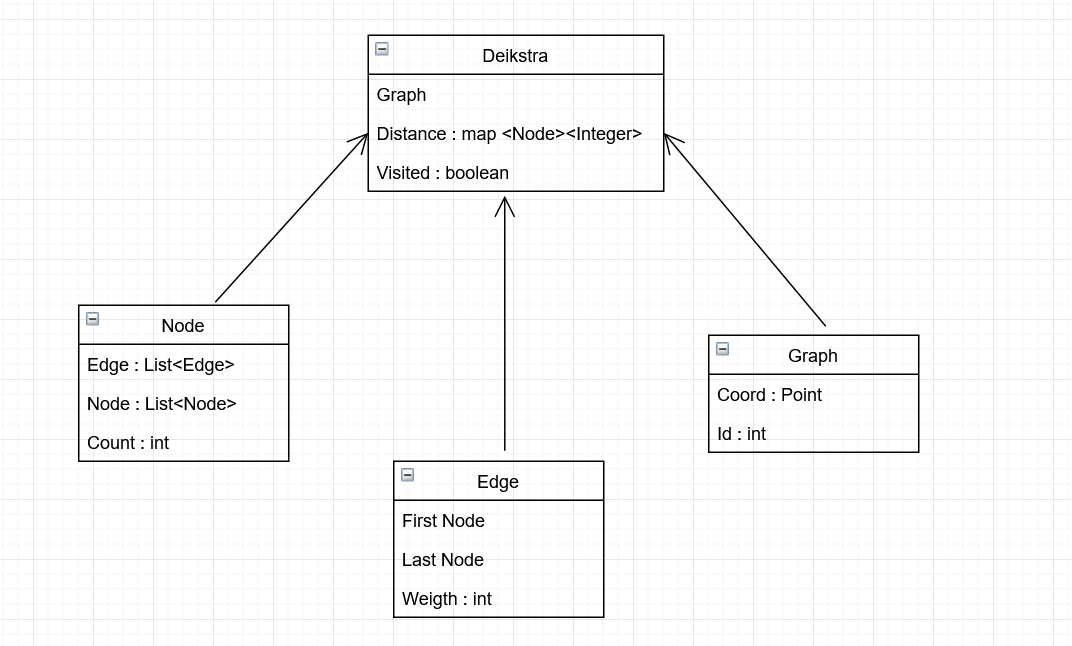 Deikstra
Graph
Distance : map <Node><Integer>
Visited : boolean
Node
Edge : List<Edge>
Node : List<Node>
Count : int
Edge
First Node
Last Node
Weigth : int
Graph
Coord : Point
Id : int